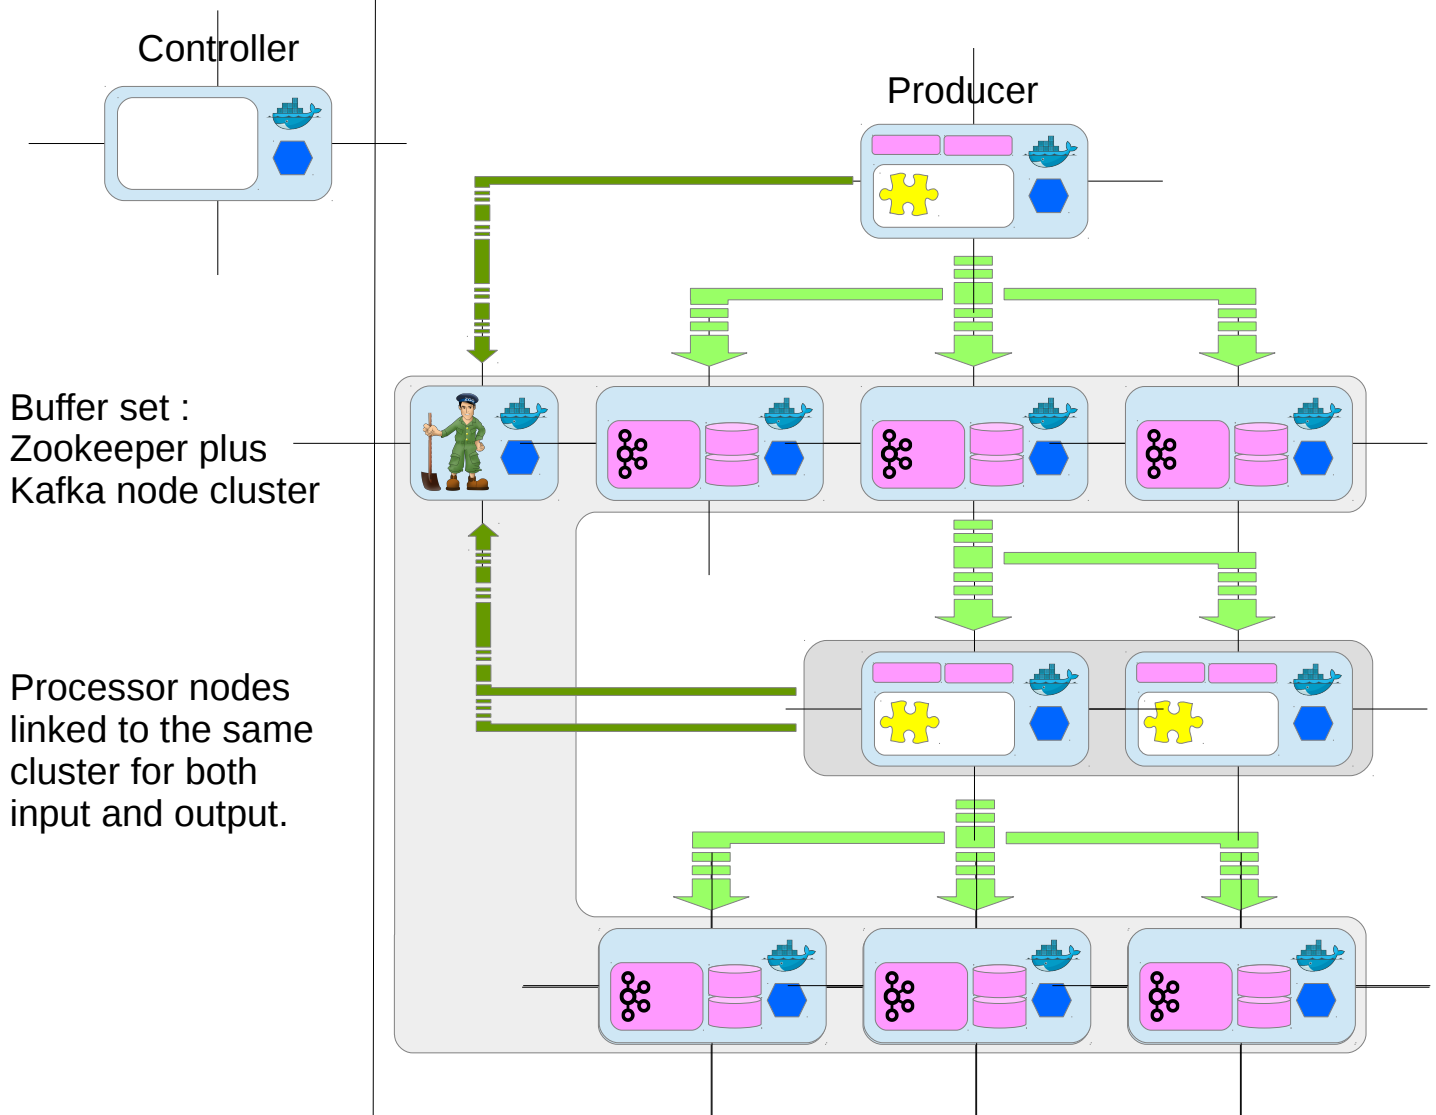 Controller
Producer
Buffer set :
Zookeeper plus
Kafka node cluster
Processor nodes
linked to the same
cluster for both
input and output.